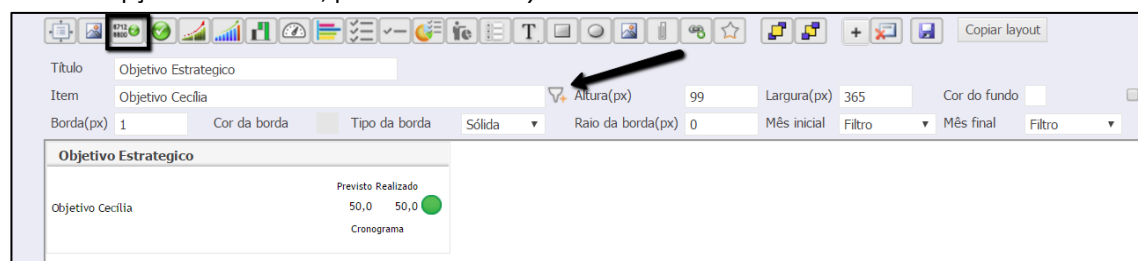 Copiar layout
Título Objetivo Estrategico
Item Objetivo Cecília Altura(px) 99 Largura(px) 365 Cor do fundo
Borda(px) 1 Cor da borda Tipo da borda Sólida Raio da borda(px) 0 Mês inicial Filtro Mês final Filtro
Objetivo Estrategico
Previsto Realizado
Objetivo Cecília 50,0 50,0
Cronograma